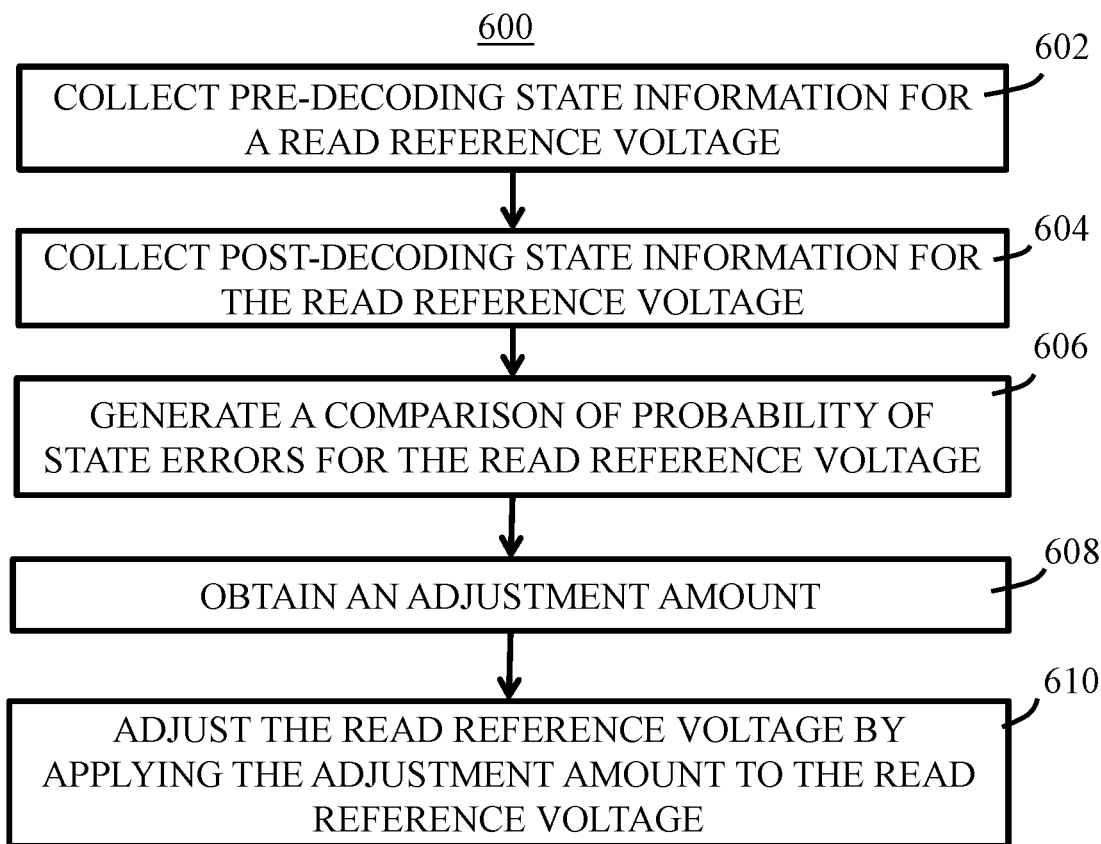 600
602
COLLECT PRE-DECODING STATE INFORMATION FOR
A READ REFERENCE VOLTAGE
604
COLLECT POST-DECODING STATE INFORMATION FOR
THE READ REFERENCE VOLTAGE
606
GENERATE A COMPARISON OF PROBABILITY OF
STATE ERRORS FOR THE READ REFERENCE VOLTAGE
608
OBTAIN AN ADJUSTMENT AMOUNT
610
ADJUST THE READ REFERENCE VOLTAGE BY
APPLYING THE ADJUSTMENT AMOUNT TO THE READ
REFERENCE VOLTAGE